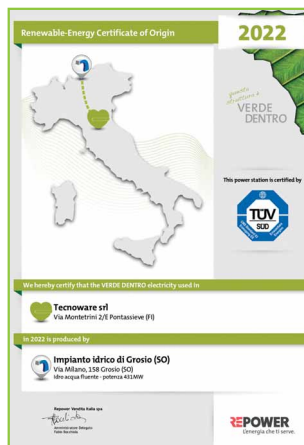 Renewable-Energy Certificate of Origin
2022
questo
VERDE
DENTRO
This power station is certified by
TÜV
SÜD
We hereby certify that the VERDE DENTRO electricity used in
Tecnoware srl
Via Montetrini 2/E Pontassieve (FI)
In 2022 is produced by
Impianto idrico di Grosio (SO)
Via Milano, 158 Grosio (SO)
idro acqua fluente - potenza 431MW
Repower Vendita Italia spa
Amministratore Delegato
REPOWER
L'energia che ti serve.